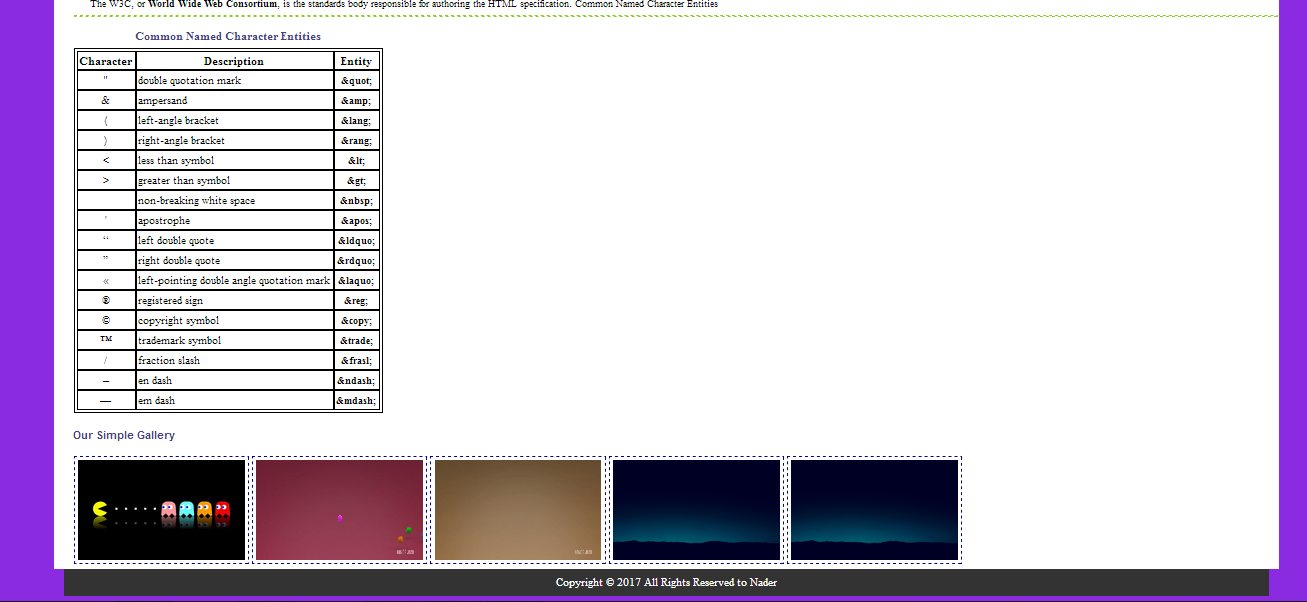 The W3C, or World Wide Web Consortium, is the standards body responsible for authoring the HTML specification. Common Named Character Entities
Common Named Character Entities
Character Description Entity
" double quotation mark &quot;
& ampersand &amp;
⟨ left-angle bracket &lang;
⟩ right-angle bracket &rang;
< less than symbol &lt;
> greater than symbol &gt;
non-breaking white space &nbsp;
' apostrophe &apos;
“ left double quote &ldquo;
” right double quote &rdquo;
« left-pointing double angle quotation mark &laquo;
® registered sign &reg;
© copyright symbol &copy;
™ trademark symbol &trade;
⁄ fraction slash &frasl;
– en dash &ndash;
— em dash &mdash;
Our Simple Gallery
Copyright © 2017 All Rights Reserved to Nader